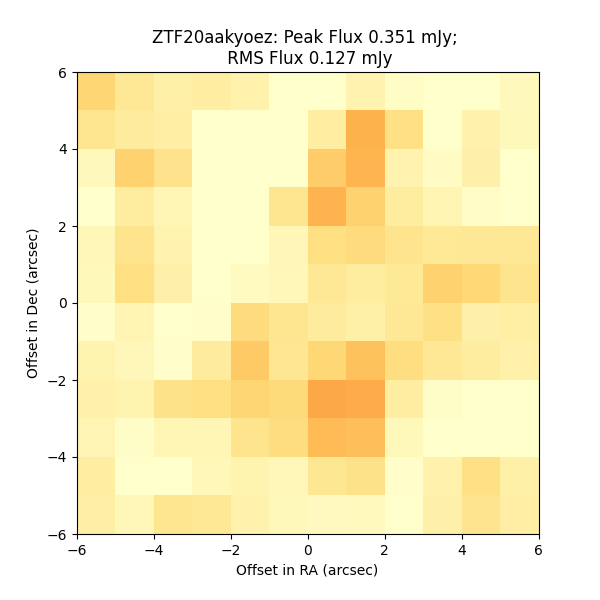 ZTF20aakyoez: Peak Flux 0.351 mJy;
RMS Flux 0.127 mJy
6
4
2
0
−2
−4
−6
Offset in Dec (arcsec)
−6 −4 −2 0 2 4 6
Offset in RA (arcsec)